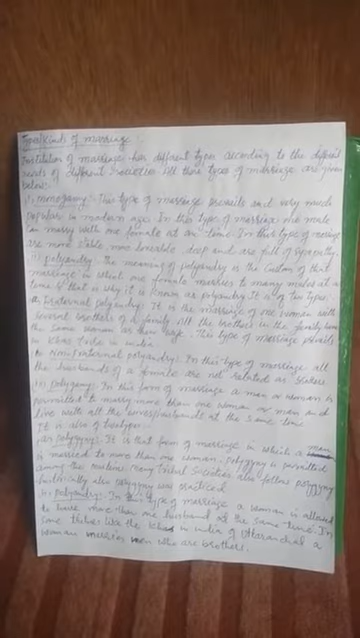 Types/Kinds of marriage :-
Institution of marriage has different types according to the different
needs of different Societies. All these types of marriage are given
below:-
(i) monogamy: This type of marriage prevails and very much
popular in modern age. In this type of marriage one male
can marry with one female at an time. In this type of marriage
are more stable, more loveable, deep and are full of sympathy.
(ii) polyandry: the meaning of polyandry is the custom of that
marriage in which one female marries to many males at a
time & that is why it is known as polyandry. It is of two types:
Fraternal polyandry: It is the marriage of one woman with
several brothers of a family. All the brothers in the family have
the same woman as their wife. This type of marriage prevails
in Khas tribe in india
Non-fraternal polyandry: In this type of marriage all
the husbands of a female are not related as brothers
polygamy: In this form of marriage a man or woman is
permitted to marry more than one woman or man and
live with all the wives/husbands at the same time
It is also of two types:
polygyny: It is that form of marriage in which a man
is married to more than one woman. Polygyny is permitted
among the muslims. Many Tribal Societies also follow polygyny
historically also polygyny was practiced
polyandry: In this type of marriage a woman is allowed
to have more than one husband at the same time. In
some tribes like the khas in india of Uttaranchal a
woman marries men who are brothers.